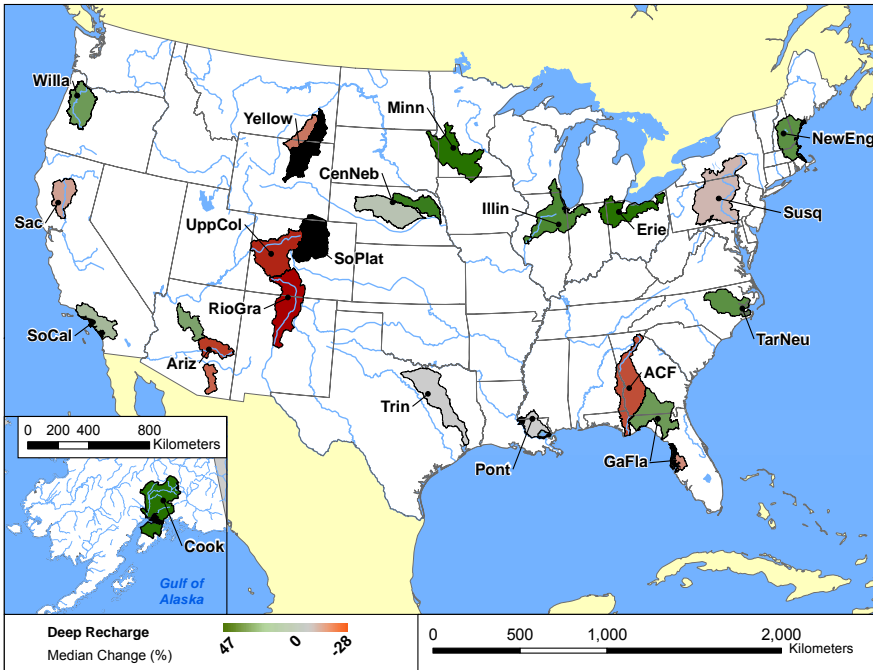 Willa
Minn
Yellow
NewEng
CenNeb
Illin
Susq
Sac
Erie
UppCol
SoPlat
RioGra
SoCal
TarNeu
Ariz
ACF
Trin
0 200 400 800
Kilometers
Pont
GaFla
Cook
Gulf of
Alaska
Deep Recharge
Median Change (%)
47 0 -28
0 500 1,000 2,000
Kilometers